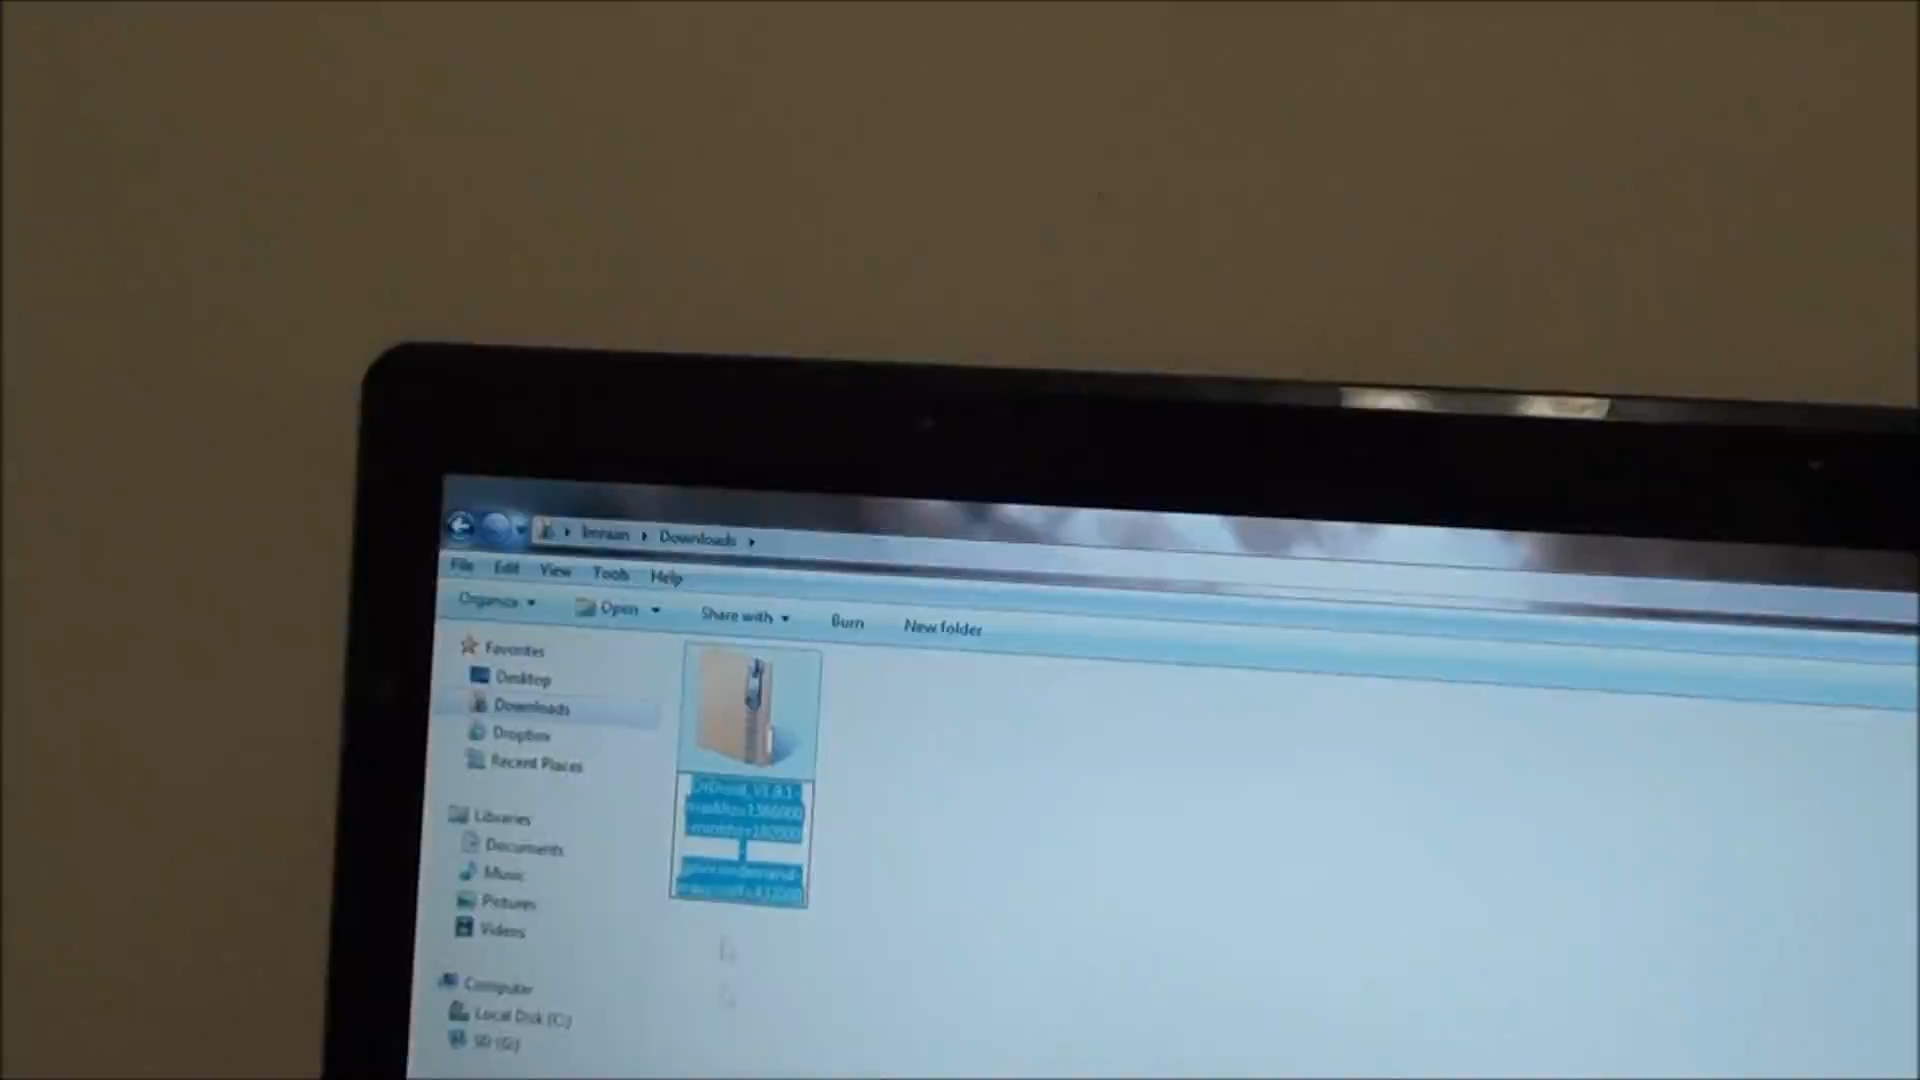 Imraan Downloads
File Edit View Tools Help
Organize Open Share with Burn New folder
Favorites
Desktop
Downloads
Dropbox
Recent Places
Libraries
Documents
Music
Pictures
Videos
Computer
Local Disk (C:)
SD (G:)